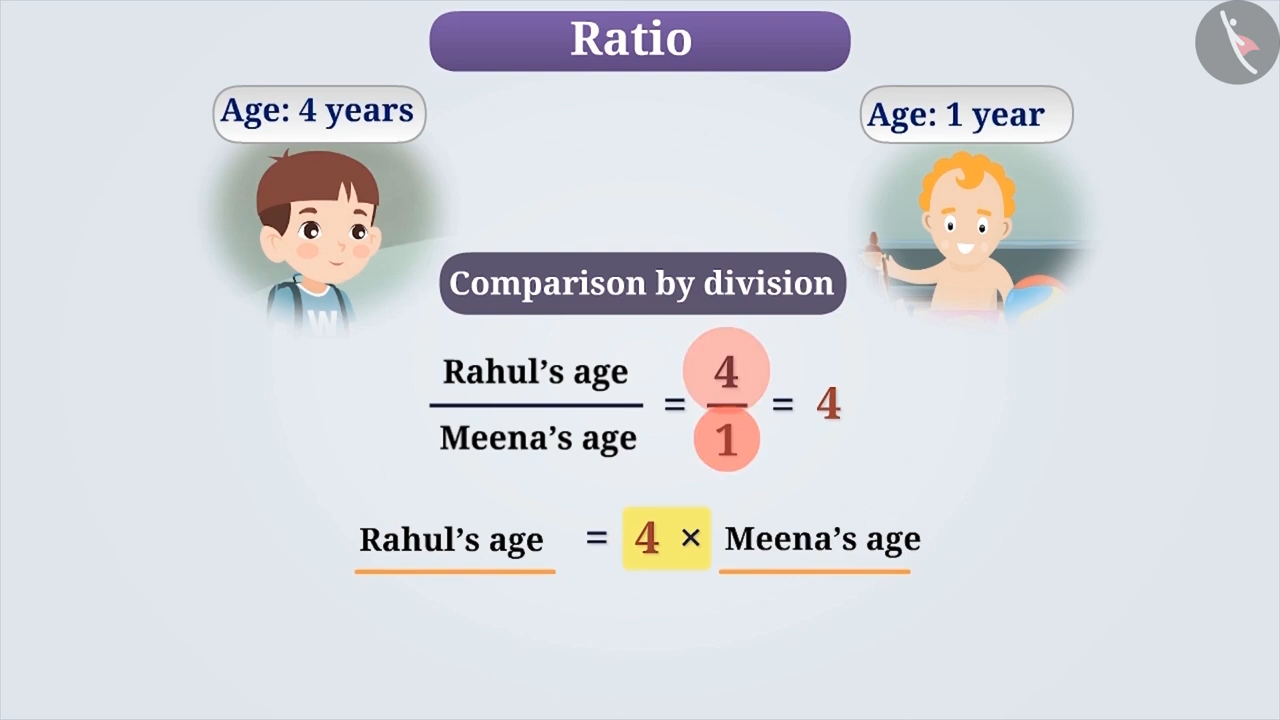 Ratio
Age: 4 years
Age: 1 year
W
Comparison by division
Rahul’s age
Meena’s age
= 4/1 = 4
Rahul’s age = 4 × Meena’s age